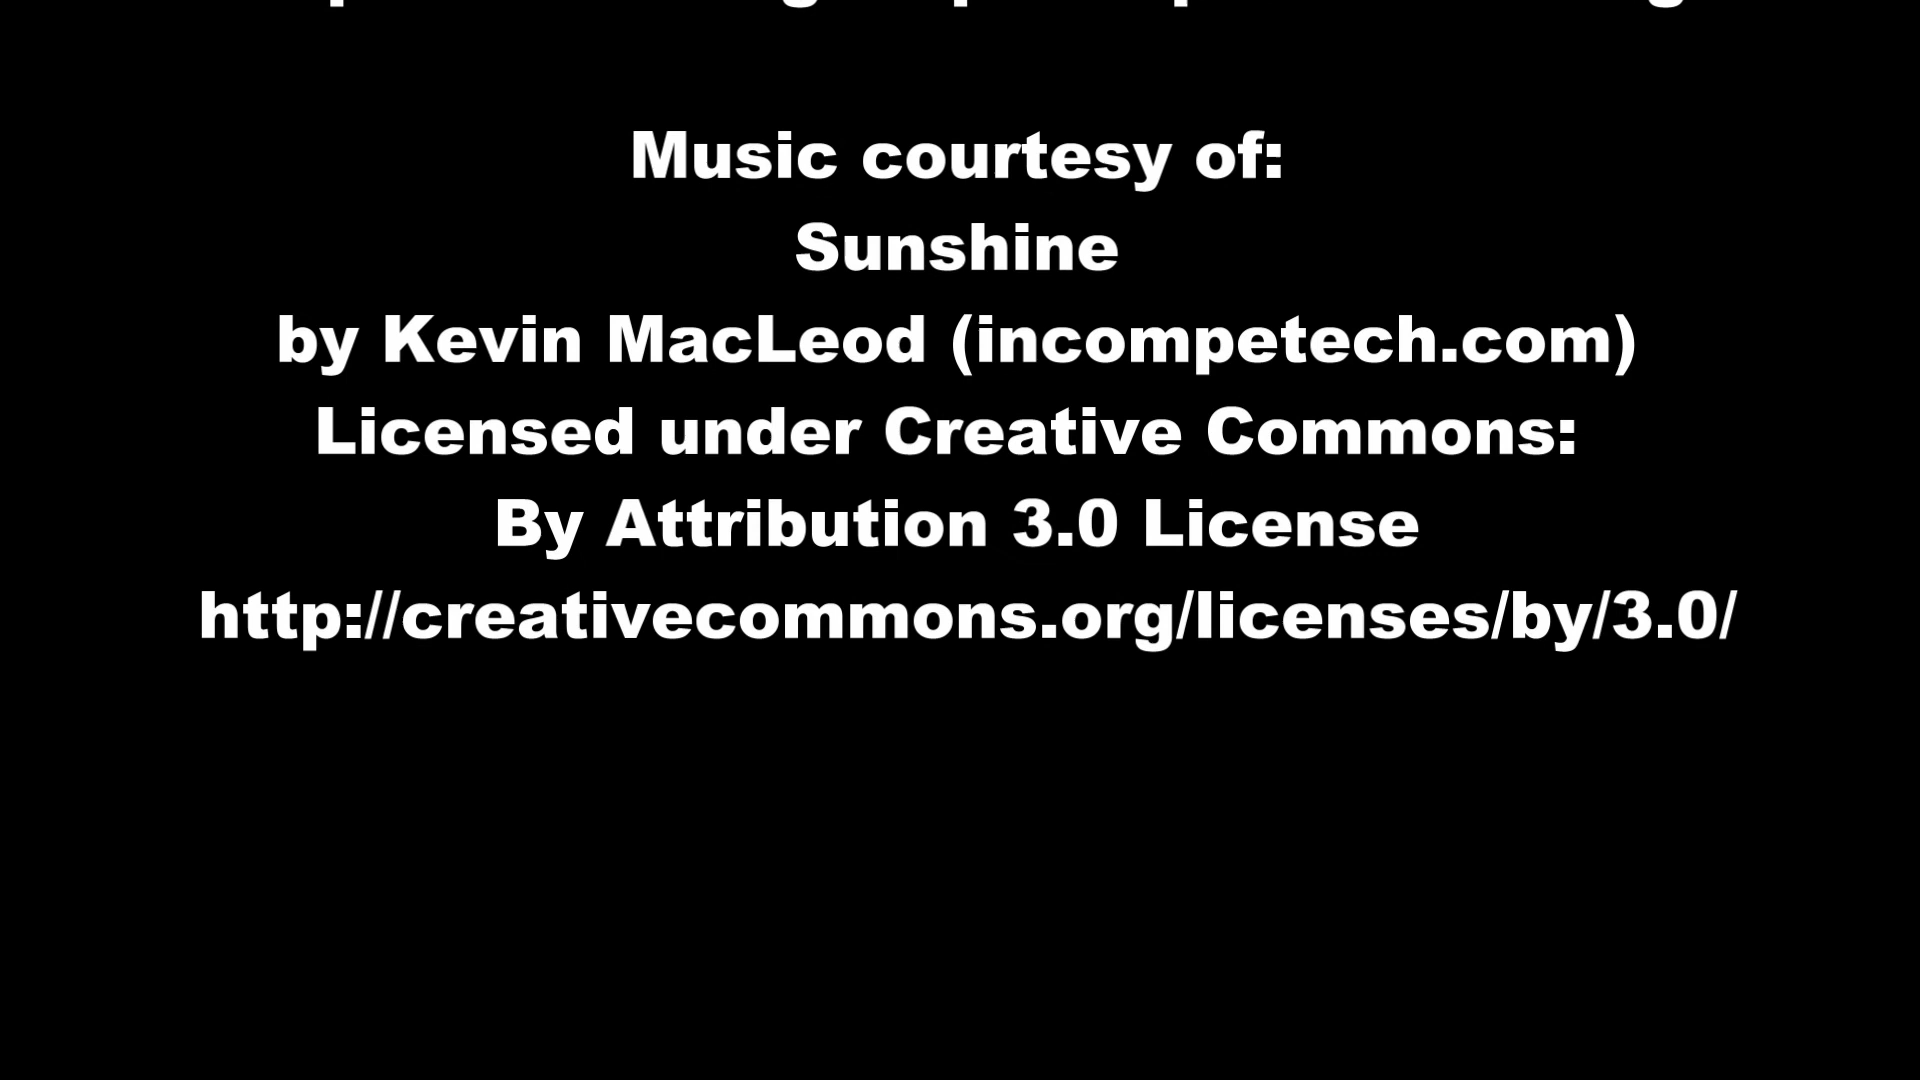 Music courtesy of:
Sunshine
by Kevin MacLeod (incompetech.com)
Licensed under Creative Commons:
By Attribution 3.0 License
http://creativecommons.org/licenses/by/3.0/